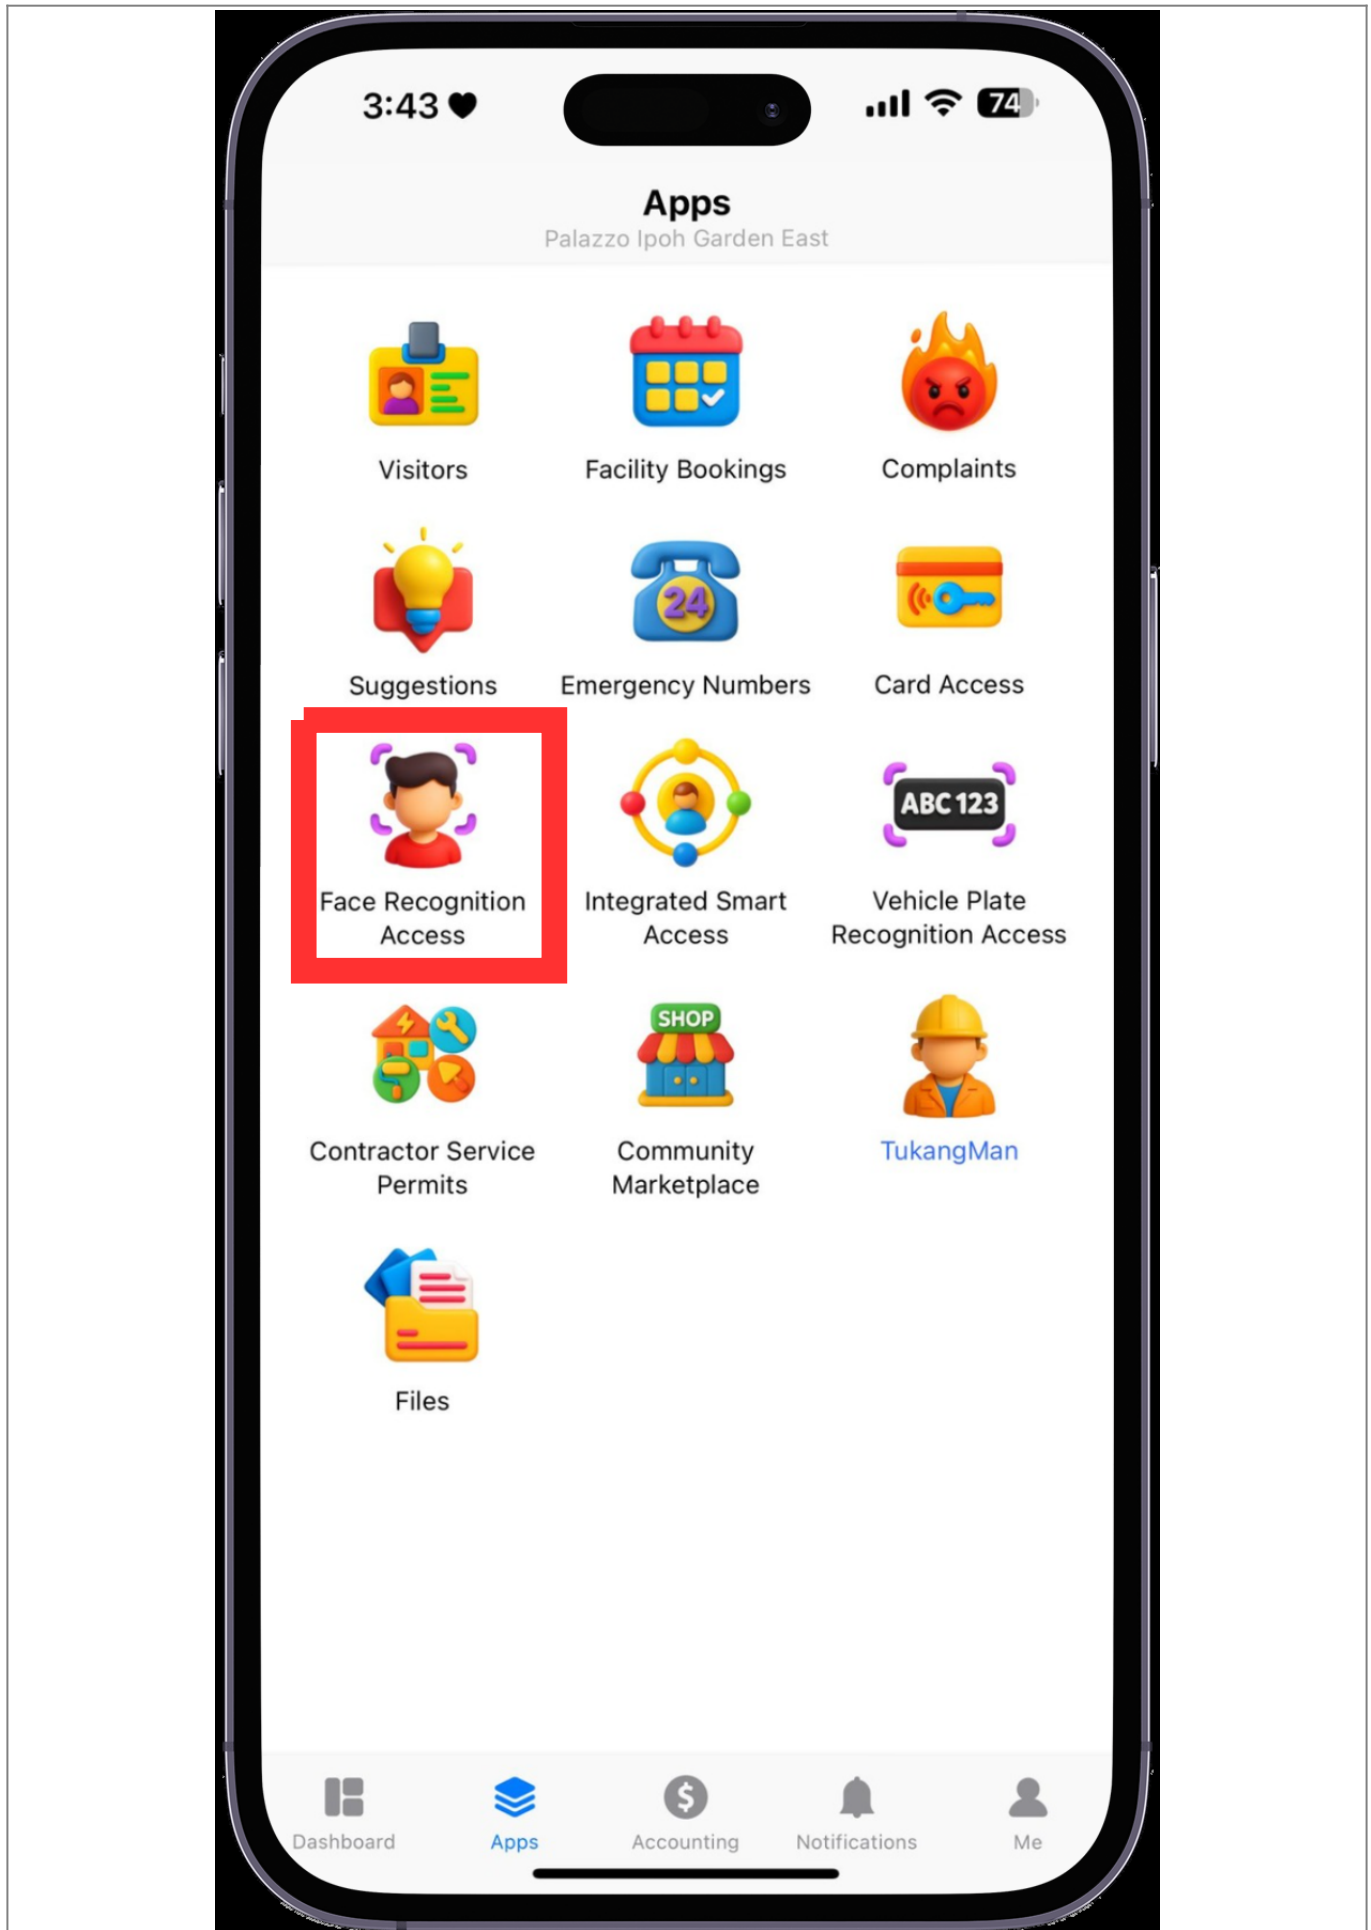 3:43
74
Apps
Palazzo Ipoh Garden East
Visitors
Facility Bookings
Complaints
24
Suggestions
Emergency Numbers
Card Access
ABC 123
Face Recognition
Access
Integrated Smart
Access
Vehicle Plate
Recognition Access
SHOP
Contractor Service
Permits
Community
Marketplace
TukangMan
Files
$
Dashboard
Apps
Accounting
Notifications
Me